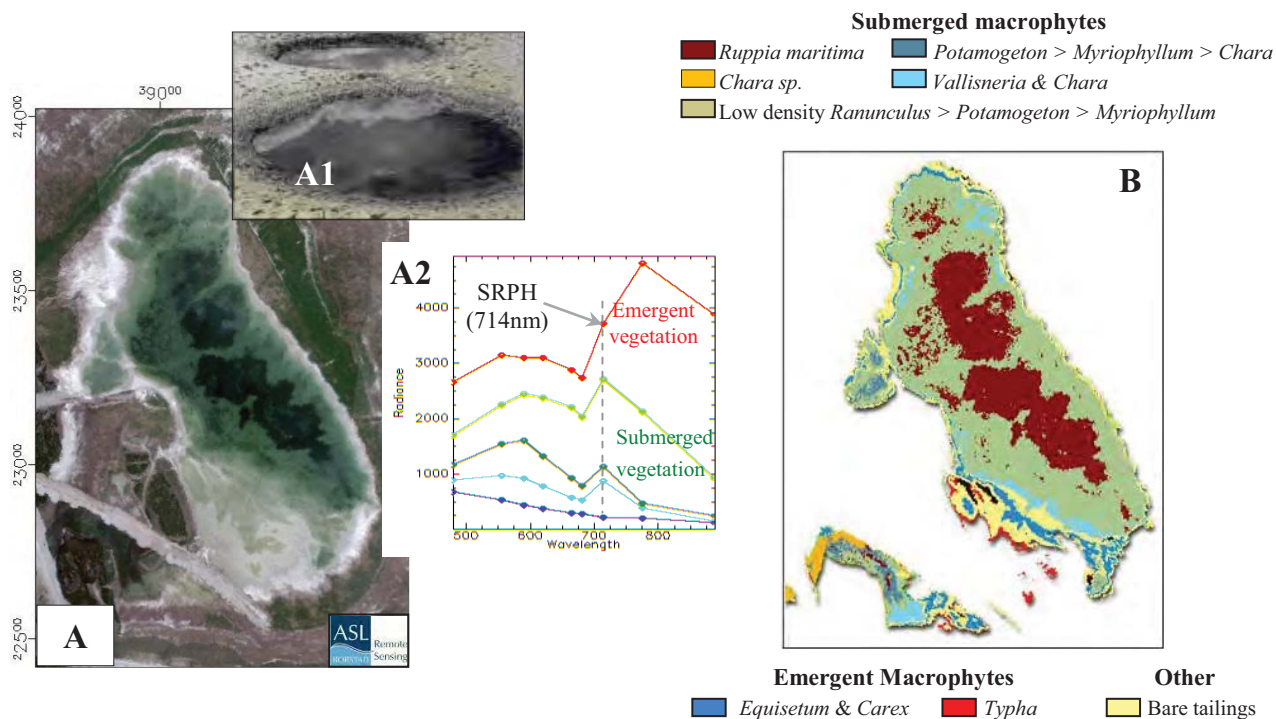 Submerged macrophytes
Ruppia maritima
Potamogeton > Myriophyllum > Chara
Chara sp.
Vallisneria & Chara
Low density Ranunculus > Potamogeton > Myriophyllum
A1
39000
24000
23500
23000
22500
A
ASL
BORSTAD
Remote
Sensing
A2
SRPH
(714nm)
Emergent
vegetation
Submerged
vegetation
4000
3000
2000
1000
Radiance
500
600
700
800
Wavelength
B
Emergent Macrophytes
Other
Equisetum & Carex
Typha
Bare tailings